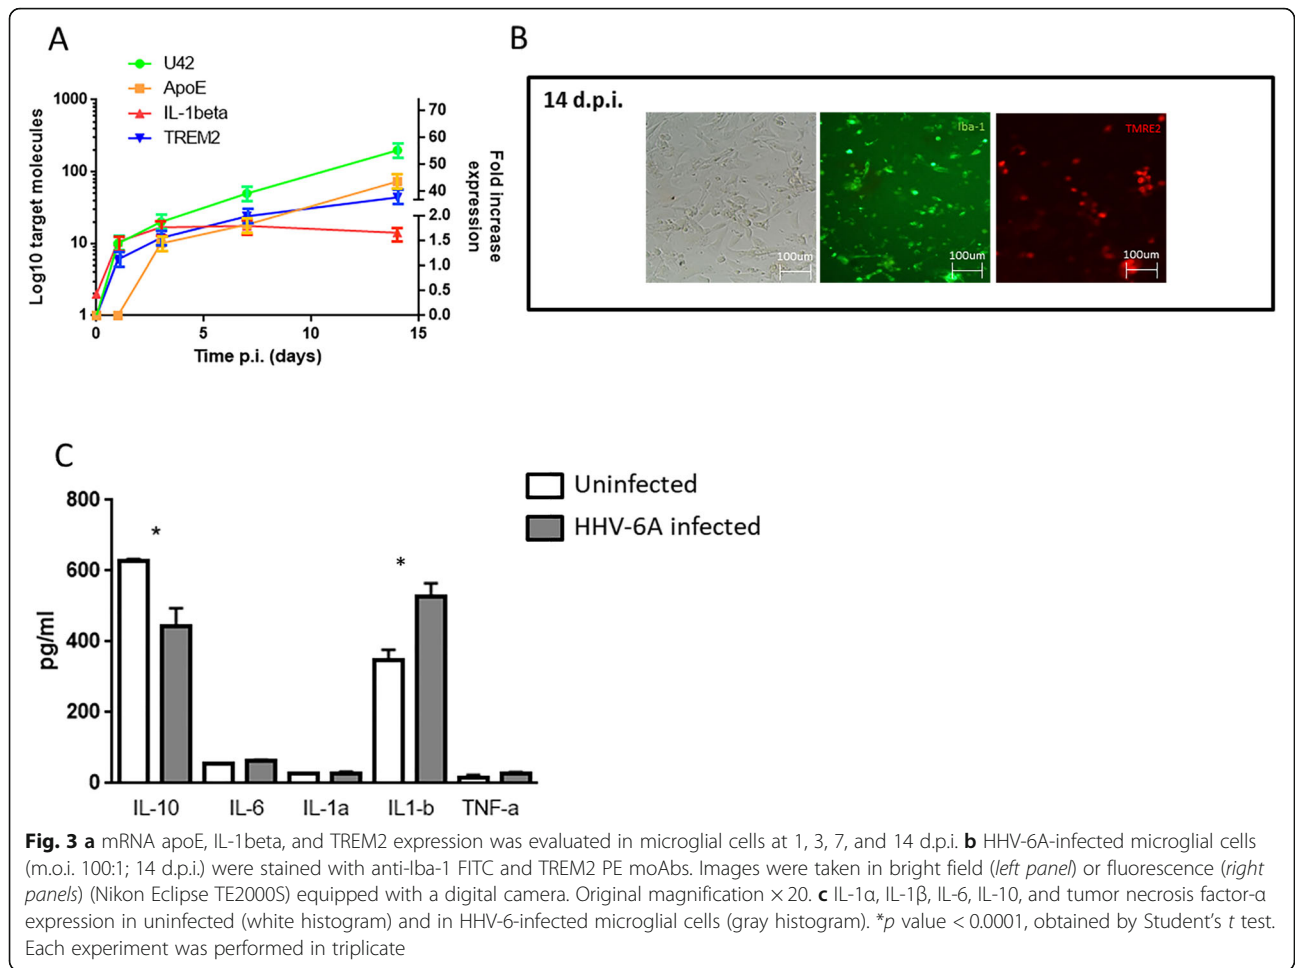 A
U42
ApoE
IL-1beta
TREM2
1000
100
10
1
Log10 target molecules
70
60
50
40
2.0
1.5
1.0
0.5
0.0
Fold increase
expression
0
5
10
15
Time p.i. (days)
B
14 d.p.i.
Iba-1
TMRE2
100um
100um
100um
C
Uninfected
HHV-6A infected
800
600
400
200
0
pg/ml
*
*
IL-10
IL-6
IL-1a
IL1-b
TNF-a
Fig. 3 a mRNA apoE, IL-1beta, and TREM2 expression was evaluated in microglial cells at 1, 3, 7, and 14 d.p.i. b HHV-6A-infected microglial cells
(m.o.i. 100:1; 14 d.p.i.) were stained with anti-Iba-1 FITC and TREM2 PE moAbs. Images were taken in bright field (left panel) or fluorescence (right
panels) (Nikon Eclipse TE2000S) equipped with a digital camera. Original magnification × 20. c IL-1α, IL-1β, IL-6, IL-10, and tumor necrosis factor-α
expression in uninfected (white histogram) and in HHV-6-infected microglial cells (gray histogram). *p value < 0.0001, obtained by Student's t test.
Each experiment was performed in triplicate